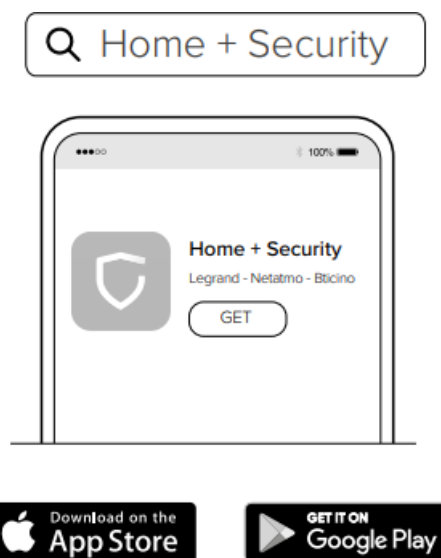 Home + Security
100%
Home + Security
Legrand - Netatmo - Bticino
GET
Download on the
App Store
GET IT ON
Google Play